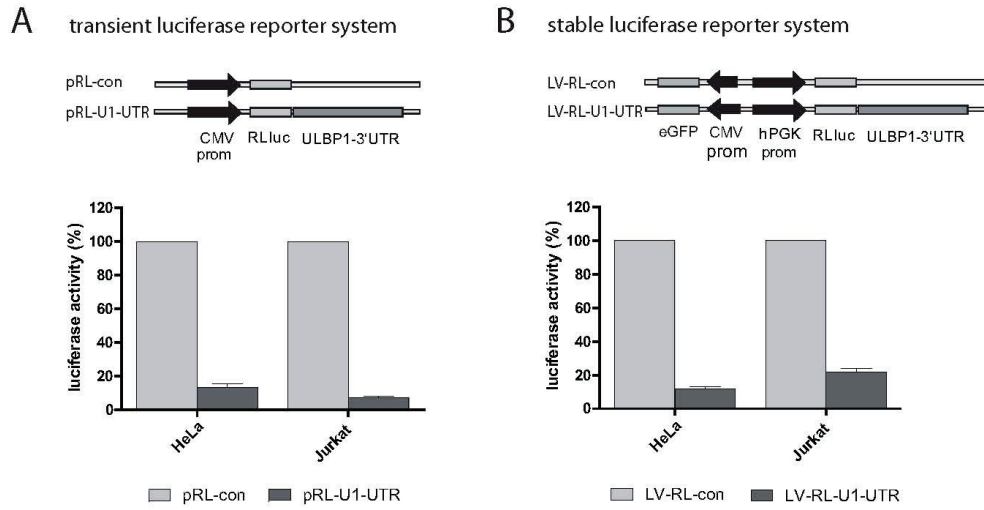 A transient luciferase reporter system
pRL-con
pRL-U1-UTR
CMV prom RLluc ULBP1-3'UTR
luciferase activity (%)
120
100
80
60
40
20
0
HeLa Jurkat
pRL-con pRL-U1-UTR
B stable luciferase reporter system
LV-RL-con
LV-RL-U1-UTR
eGFP CMV prom hPGK prom RLluc ULBP1-3'UTR
luciferase activity (%)
120
100
80
60
40
20
0
HeLa Jurkat
LV-RL-con LV-RL-U1-UTR